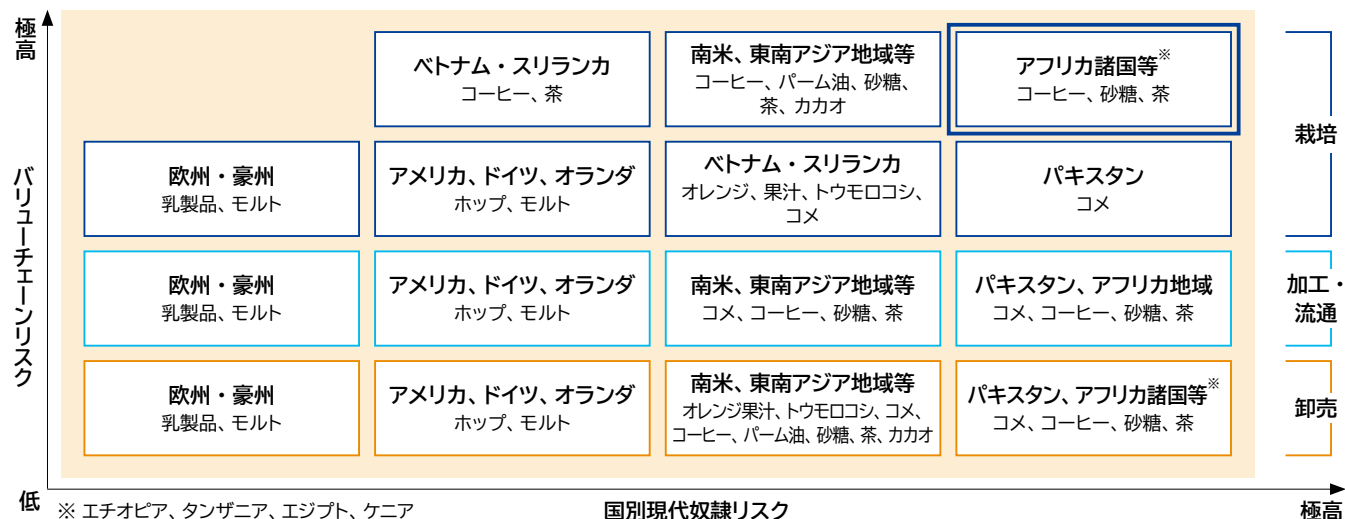 極高
ベトナム・スリランカ
コーヒー、茶
南米、東南アジア地域等
コーヒー、パーム油、砂糖、
茶、カカオ
アフリカ諸国等※
コーヒー、砂糖、茶
栽培
バリューチェーンリスク
欧州・豪州
乳製品、モルト
アメリカ、ドイツ、オランダ
ホップ、モルト
ベトナム・スリランカ
オレンジ、果汁、トウモロコシ、
コメ
パキスタン
コメ
欧州・豪州
乳製品、モルト
アメリカ、ドイツ、オランダ
ホップ、モルト
南米、東南アジア地域等
コメ、コーヒー、砂糖、茶
パキスタン、アフリカ地域
コメ、コーヒー、砂糖、茶
加工・
流通
欧州・豪州
乳製品、モルト
アメリカ、ドイツ、オランダ
ホップ、モルト
南米、東南アジア地域等
オレンジ果汁、トウモロコシ、コメ、
コーヒー、パーム油、砂糖、茶、カカオ
パキスタン、アフリカ諸国等※
コメ、コーヒー、砂糖、茶
卸売
低
※ エチオピア、タンザニア、エジプト、ケニア
国別現代奴隷リスク
極高